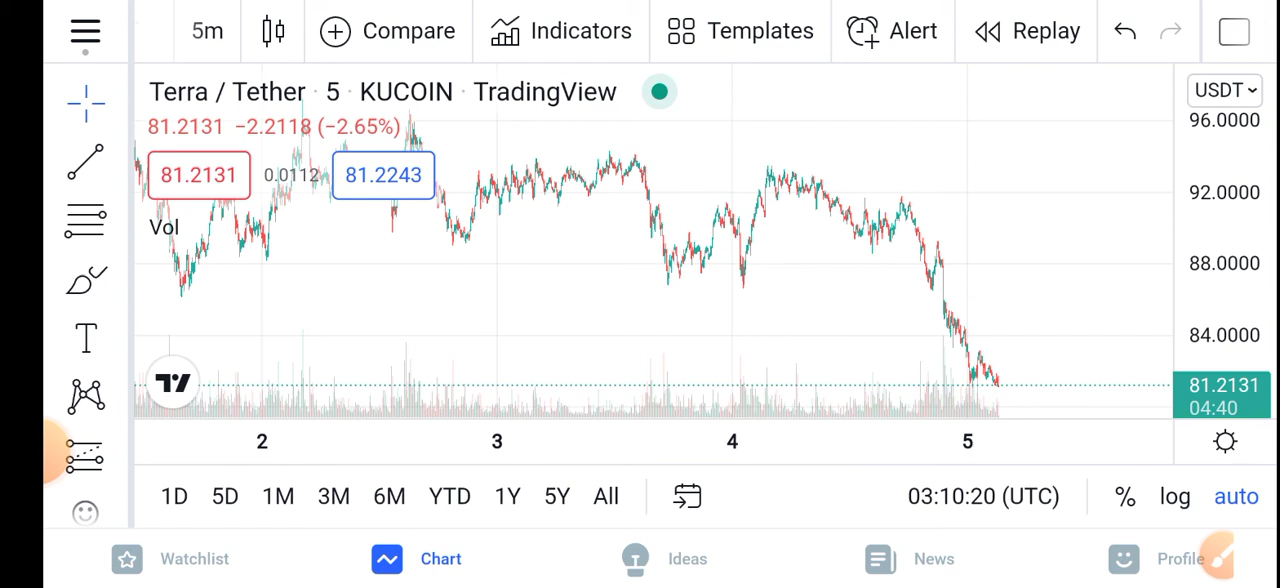 5m Compare Indicators Templates Alert Replay
Terra / Tether · 5 · KUCOIN · TradingView
USDT
96.0000
81.2131 −2.2118 (−2.65%)
81.2131 0.0112 81.2243
92.0000
Vol
88.0000
84.0000
81.2131
04:40
2 3 4 5
1D 5D 1M 3M 6M YTD 1Y 5Y All 03:10:20 (UTC) % log auto
Watchlist Chart Ideas News Profile